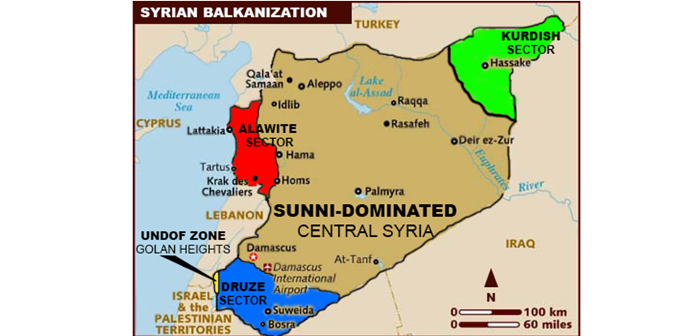 SYRIAN BALKANIZATION
TURKEY
KURDISH
SECTOR
Hassake
Qala'at
Samaan
Aleppo
Lake
al-Assad
Mediterranean
Sea
Idlib
Raqqa
CYPRUS
Rasafeh
Lattakia
ALAWITE
SECTOR
Deir ez-Zur
Hama
Euphrates
River
Tartus
Krak des
Chevaliers
Homs
Palmyra
LEBANON
SUNNI-DOMINATED
CENTRAL SYRIA
UNDOF ZONE
GOLAN HEIGHTS
Damascus
IRAQ
At-Tanf
Damascus
International
Airport
N
DRUZE
SECTOR
ISRAEL
& the
PALESTINIAN
TERRITORIES
Suweida
Bosra
0 100 km
0 60 miles